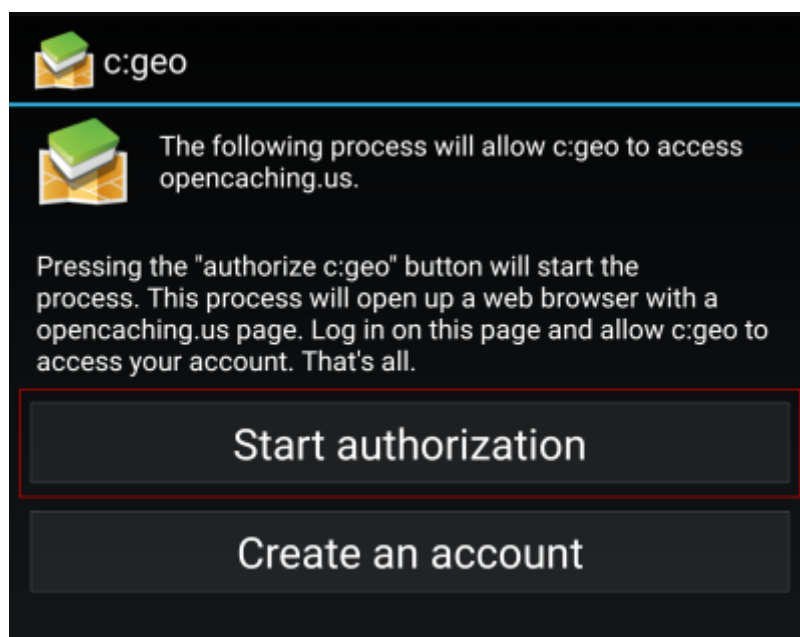 c:geo
The following process will allow c:geo to access
opencaching.us.
Pressing the "authorize c:geo" button will start the
process. This process will open up a web browser with a
opencaching.us page. Log in on this page and allow c:geo to
access your account. That's all.
Start authorization
Create an account